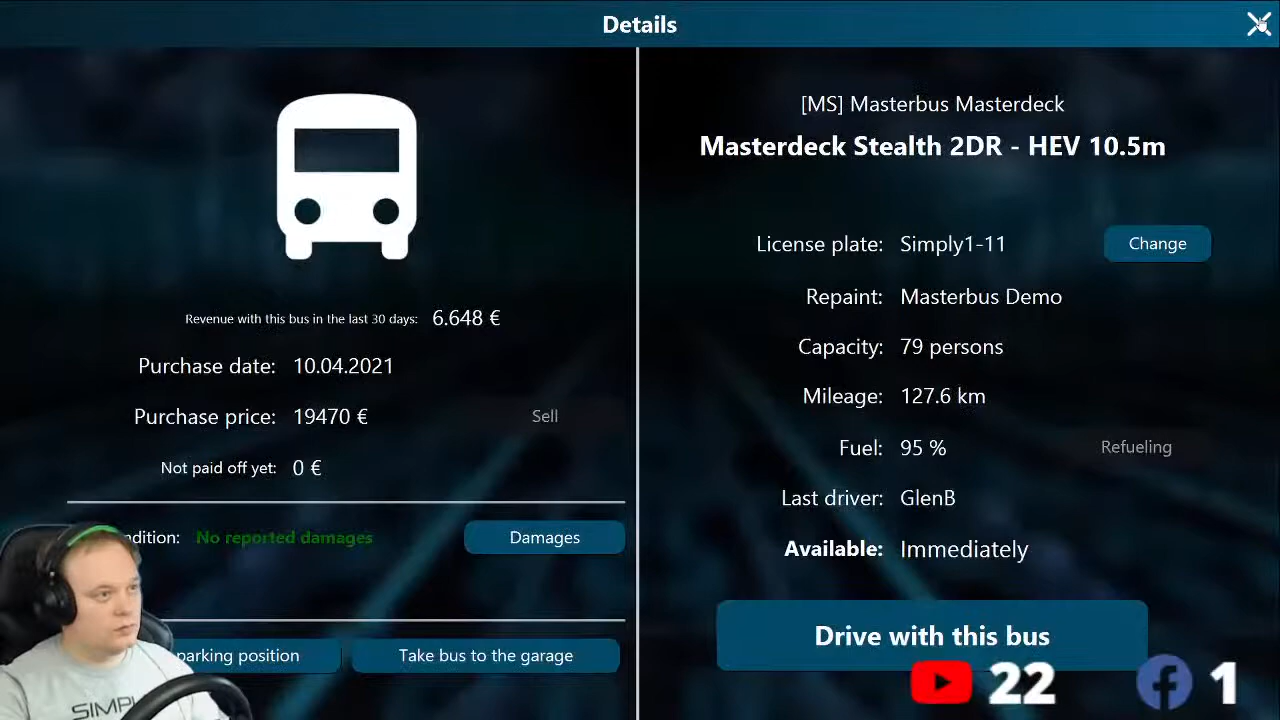 Details
Revenue with this bus in the last 30 days: 6.648 €
Purchase date: 10.04.2021
Purchase price: 19470 € Sell
Not paid off yet: 0 €
No reported damages Damages
parking position Take bus to the garage
[MS] Masterbus Masterdeck
Masterdeck Stealth 2DR - HEV 10.5m
License plate: Simply1-11 Change
Repaint: Masterbus Demo
Capacity: 79 persons
Mileage: 127.6 km
Fuel: 95 % Refueling
Last driver: GlenB
Available: Immediately
Drive with this bus
22 1